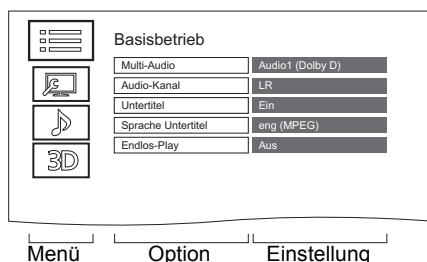 Basisbetrieb
Multi-Audio Audio1 (Dolby D)
Audio-Kanal LR
Untertitel Ein
Sprache Untertitel eng (MPEG)
Endlos-Play Aus
3D
Menü Option Einstellung